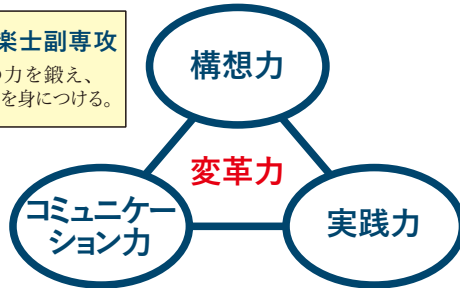 楽士副専攻
の力を鍛え、
を身につける。
構想力
変革力
コミュニケー
ション力
実践力